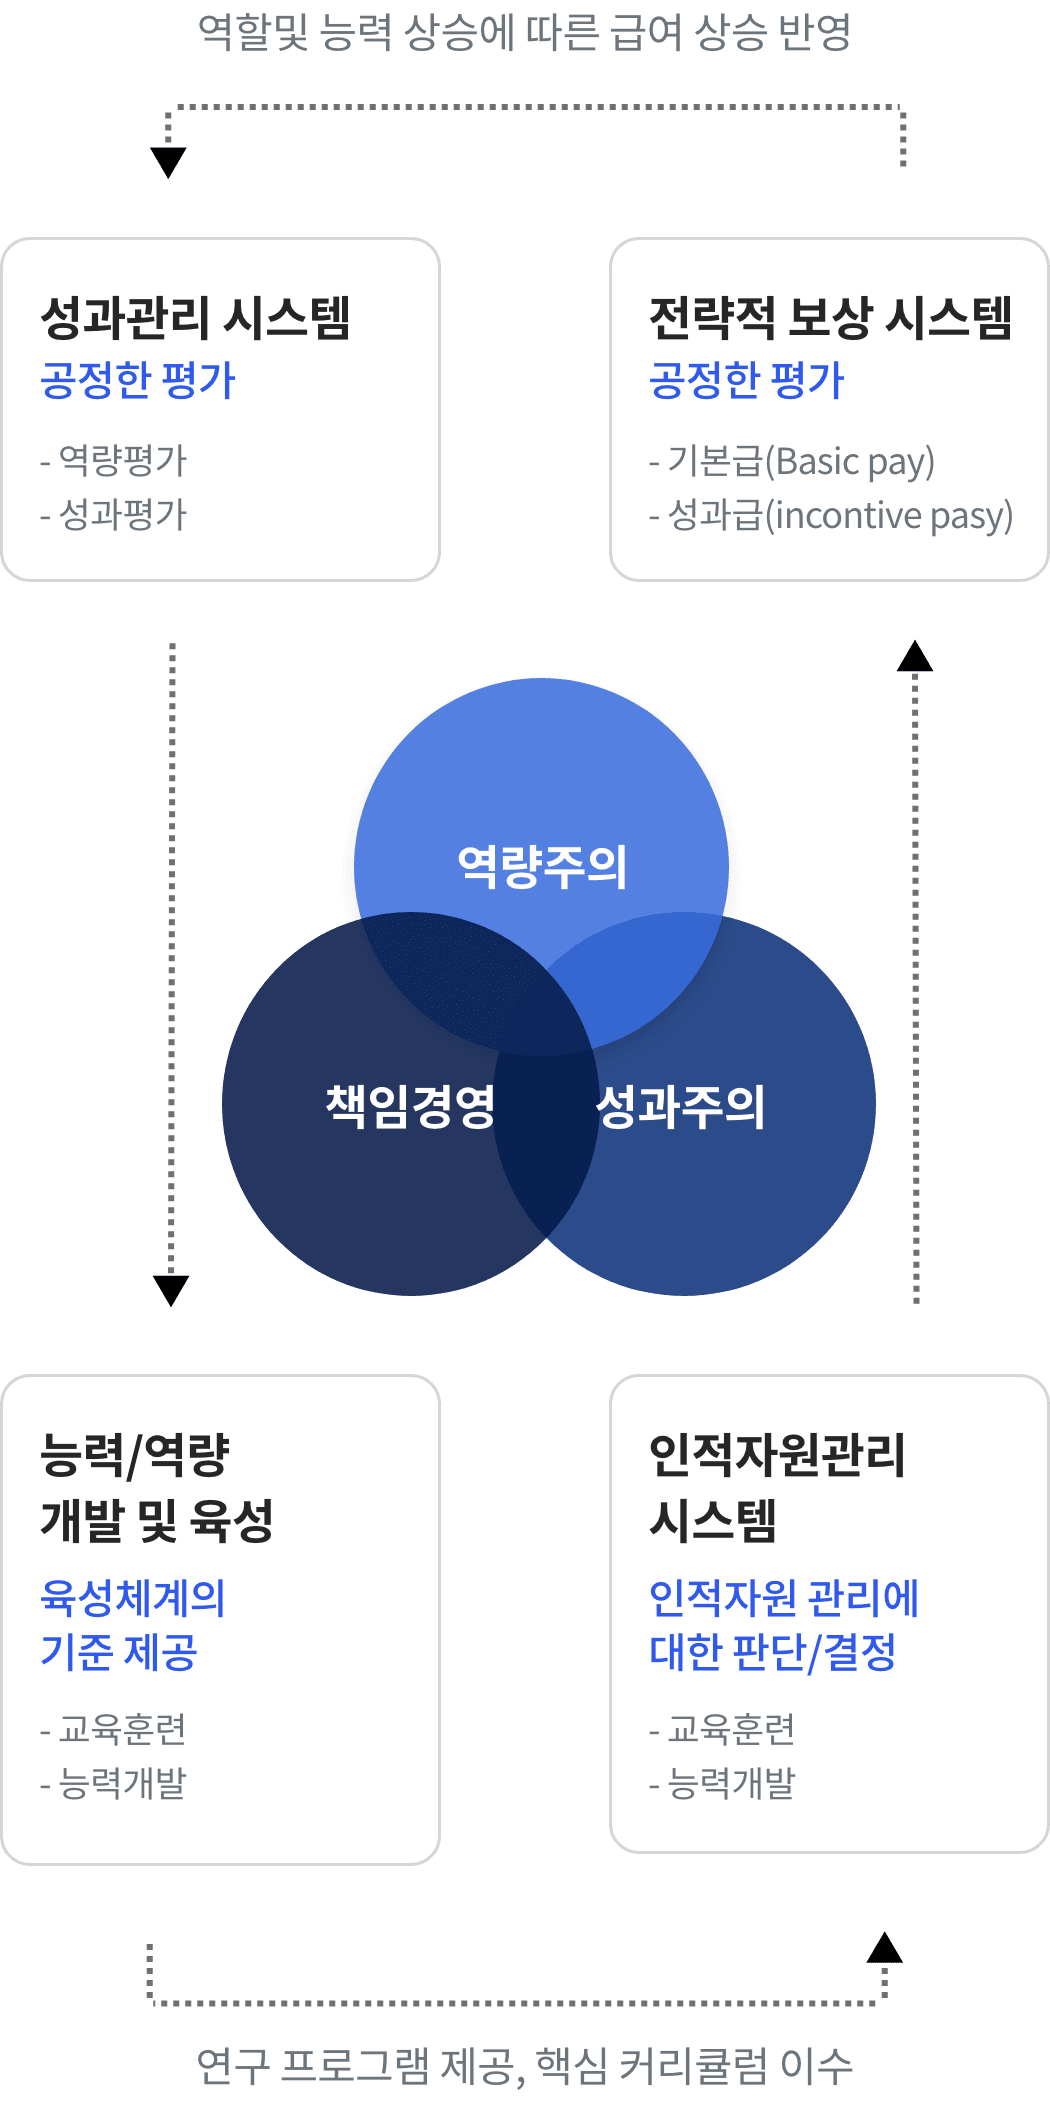 역할및 능력 상승에 따른 급여 상승 반영
성과관리 시스템
공정한 평가
- 역량평가
- 성과평가
전략적 보상 시스템
공정한 평가
- 기본급(Basic pay)
- 성과급(incontive pasy)
역량주의
책임경영
성과주의
능력/역량
개발 및 육성
육성체계의
기준 제공
- 교육훈련
- 능력개발
인적자원관리
시스템
인적자원 관리에
대한 판단/결정
- 교육훈련
- 능력개발
연구 프로그램 제공, 핵심 커리큘럼 이수